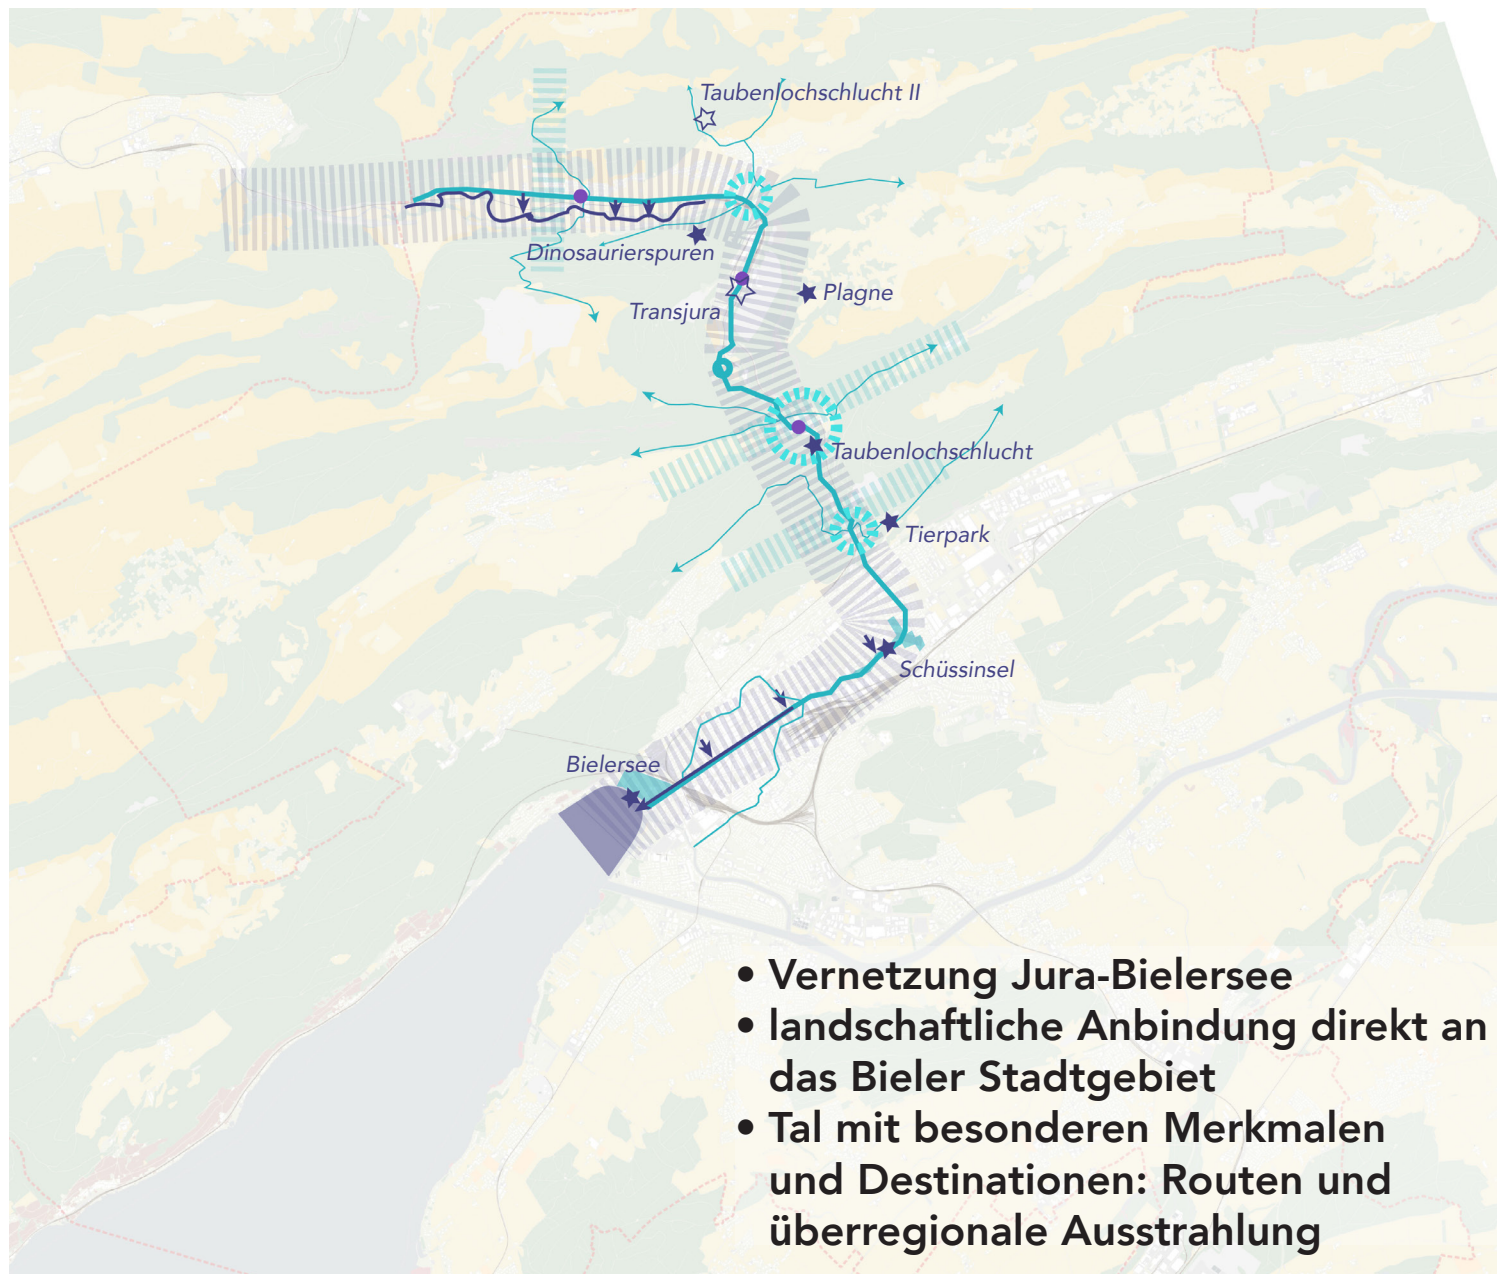 Taubenlochschlucht II
Dinosaurierspuren
Plagne
Transjura
Taubenlochschlucht
Tierpark
Schüssinsel
Bielersee
• Vernetzung Jura-Bielersee
• landschaftliche Anbindung direkt an
das Bieler Stadtgebiet
• Tal mit besonderen Merkmalen
und Destinationen: Routen und
überregionale Ausstrahlung